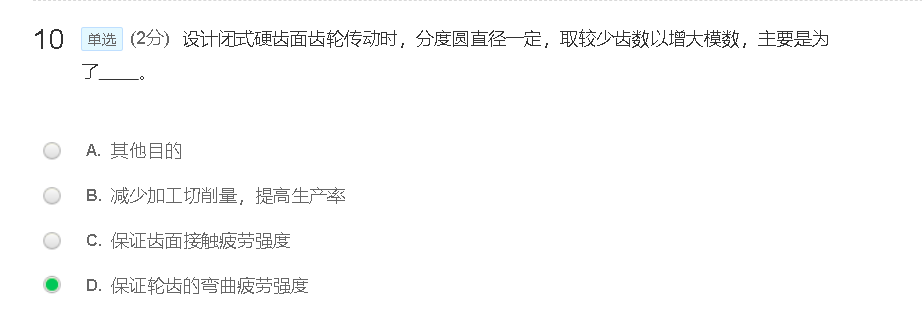 10 单选 (2分) 设计闭式硬齿面齿轮传动时，分度圆直径一定，取较少齿数以增大模数，主要是为
了____。
A. 其他目的
B. 减少加工切削量，提高生产率
C. 保证齿面接触疲劳强度
D. 保证轮齿的弯曲疲劳强度